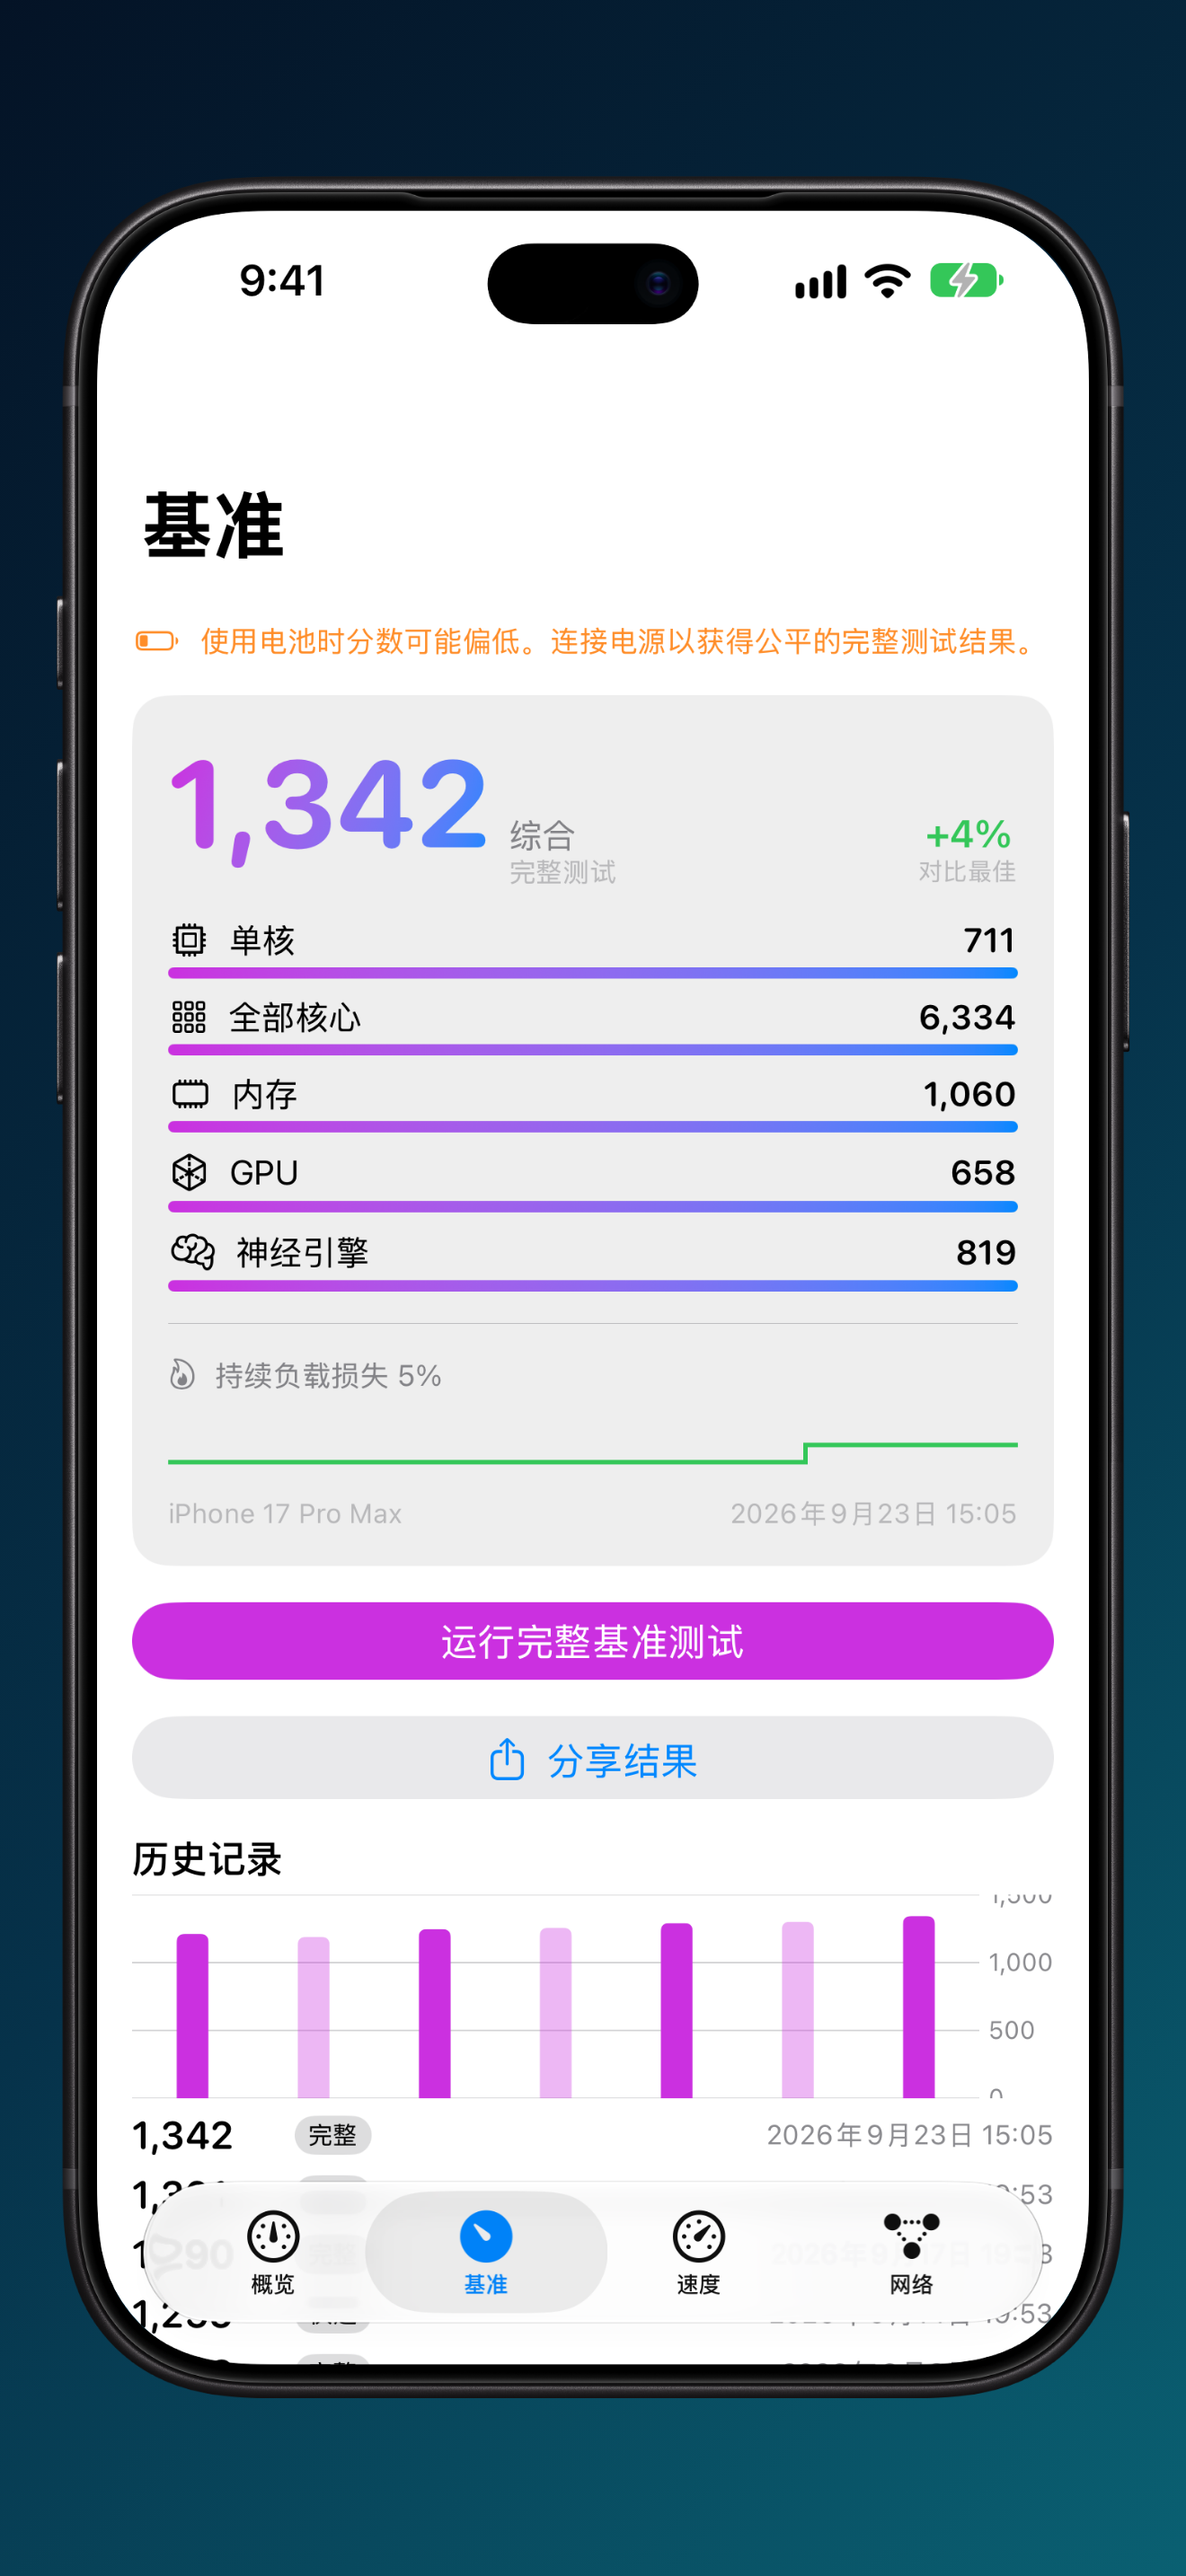 9:41
基准
使用电池时分数可能偏低。连接电源以获得公平的完整测试结果。
1,342 综合 +4%
完整测试 对比最佳
单核 711
全部核心 6,334
内存 1,060
GPU 658
神经引擎 819
持续负载损失 5%
iPhone 17 Pro Max 2026年9月23日 15:05
运行完整基准测试
分享结果
历史记录
1,500
1,000
500
0
1,342 完整 2026年9月23日 15:05
概览 基准 速度 网络